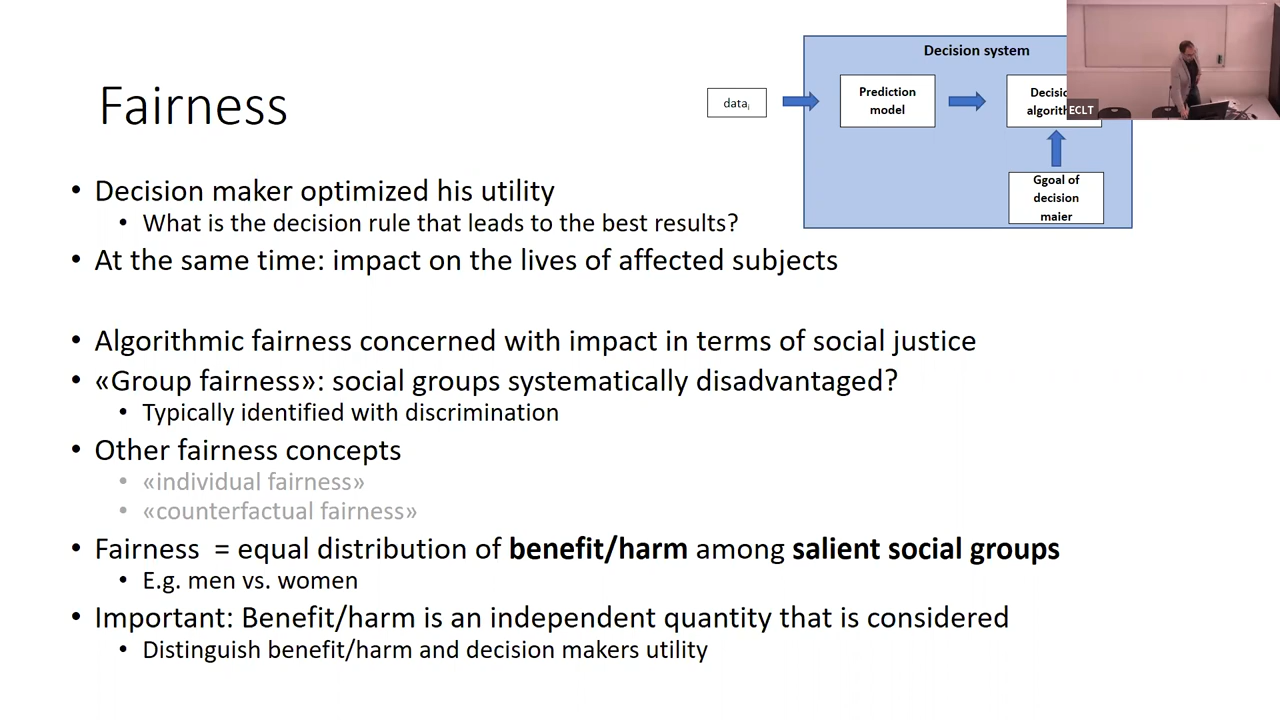 Fairness
Decision system
data¡
Prediction
model
ECLT
Ggoal of
decision
maier
• Decision maker optimized his utility
• What is the decision rule that leads to the best results?
• At the same time: impact on the lives of affected subjects
• Algorithmic fairness concerned with impact in terms of social justice
• «Group fairness»: social groups systematically disadvantaged?
• Typically identified with discrimination
• Other fairness concepts
• «individual fairness»
• «counterfactual fairness»
• Fairness = equal distribution of benefit/harm among salient social groups
• E.g. men vs. women
• Important: Benefit/harm is an independent quantity that is considered
• Distinguish benefit/harm and decision makers utility